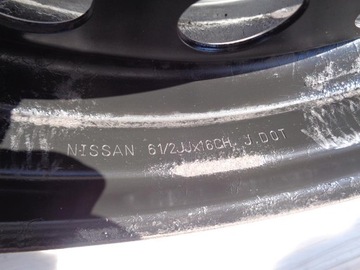 NISSAN 61/2JJx16CH. J.DOT